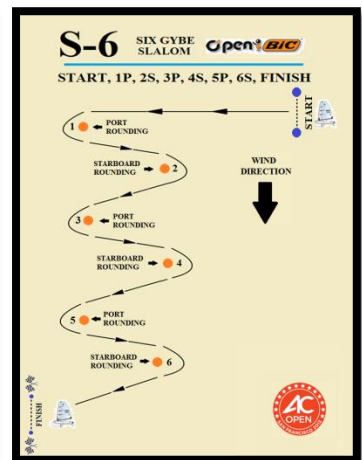 S-6
SIX GYBE
SLALOM
OPEN BIC
START, 1P, 2S, 3P, 4S, 5P, 6S, FINISH
START
1
PORT
ROUNDING
STARBOARD
ROUNDING
2
WIND
DIRECTION
3
PORT
ROUNDING
STARBOARD
ROUNDING
4
5
PORT
ROUNDING
STARBOARD
ROUNDING
6
FINISH
AC
OPEN